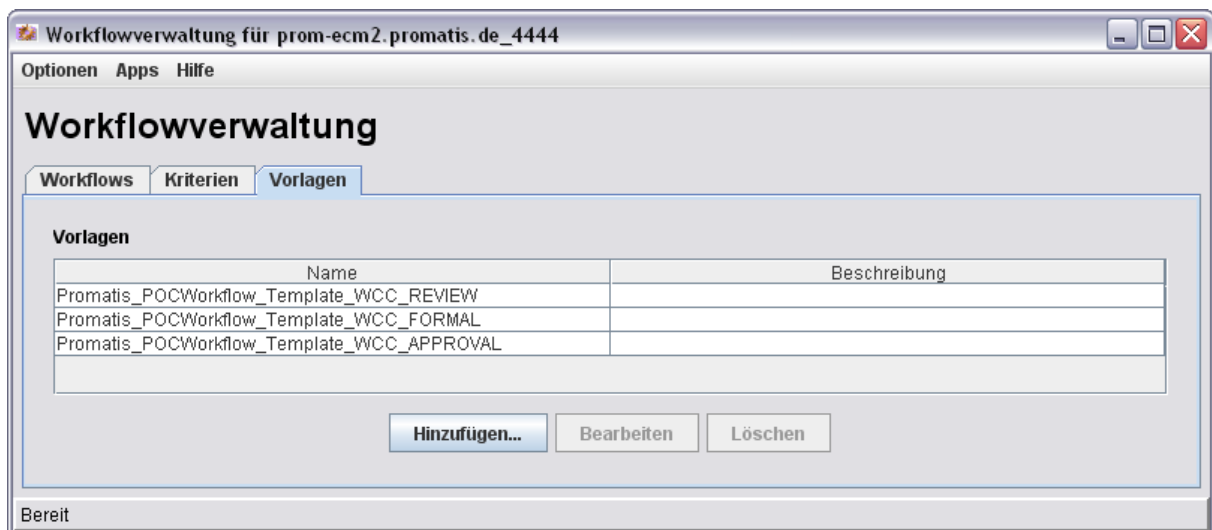 Workflowverwaltung für prom-ecm2.promatis.de_4444
Optionen Apps Hilfe
Workflowverwaltung
Workflows Kriterien Vorlagen
Vorlagen
Name Beschreibung
Promatis_POCWorkflow_Template_WCC_REVIEW
Promatis_POCWorkflow_Template_WCC_FORMAL
Promatis_POCWorkflow_Template_WCC_APPROVAL
Hinzufügen... Bearbeiten Löschen
Bereit